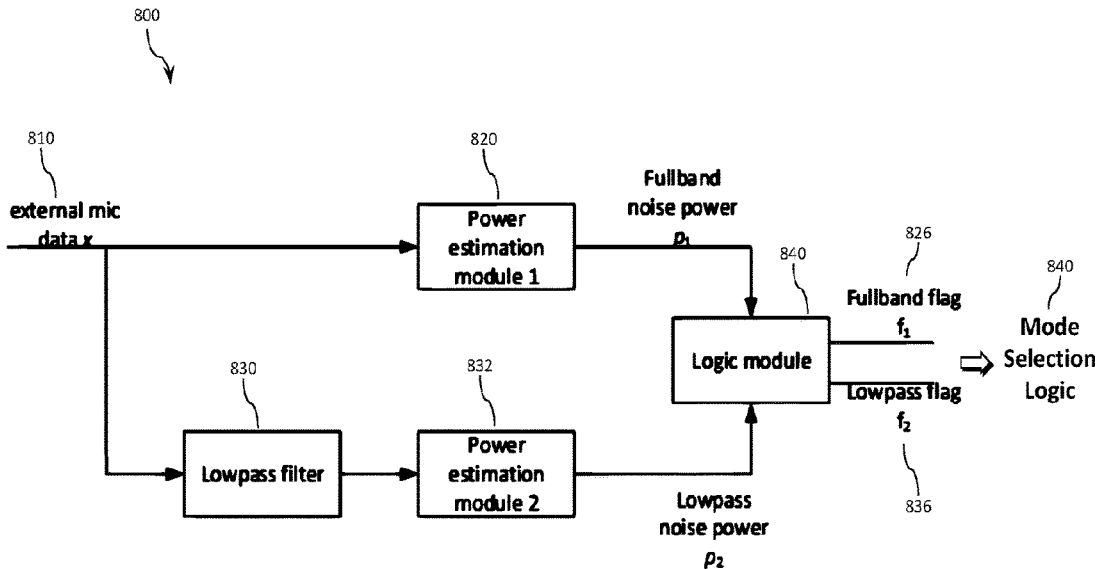 800
810
external mic
data x
820
Power
estimation
module 1
Fullband
noise power
p₁
840
826
Fullband flag
f₁
840
Mode
Selection
Logic
Logic module
Lowpass flag
f₂
836
830
Lowpass filter
832
Power
estimation
module 2
Lowpass
noise power
p₂